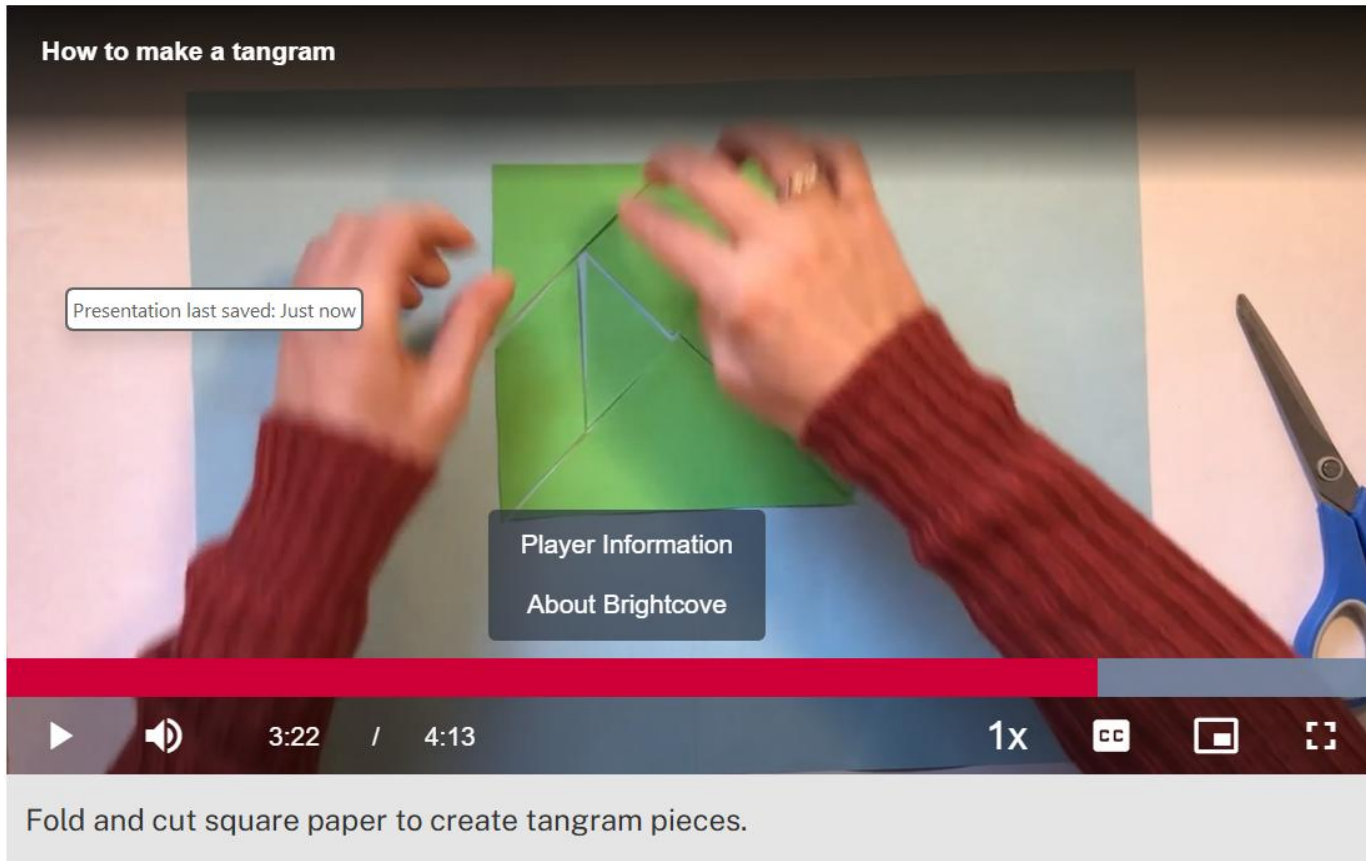 How to make a tangram
Presentation last saved: Just now
Player Information
About Brightcove
3:22 / 4:13
1x
CC
Fold and cut square paper to create tangram pieces.